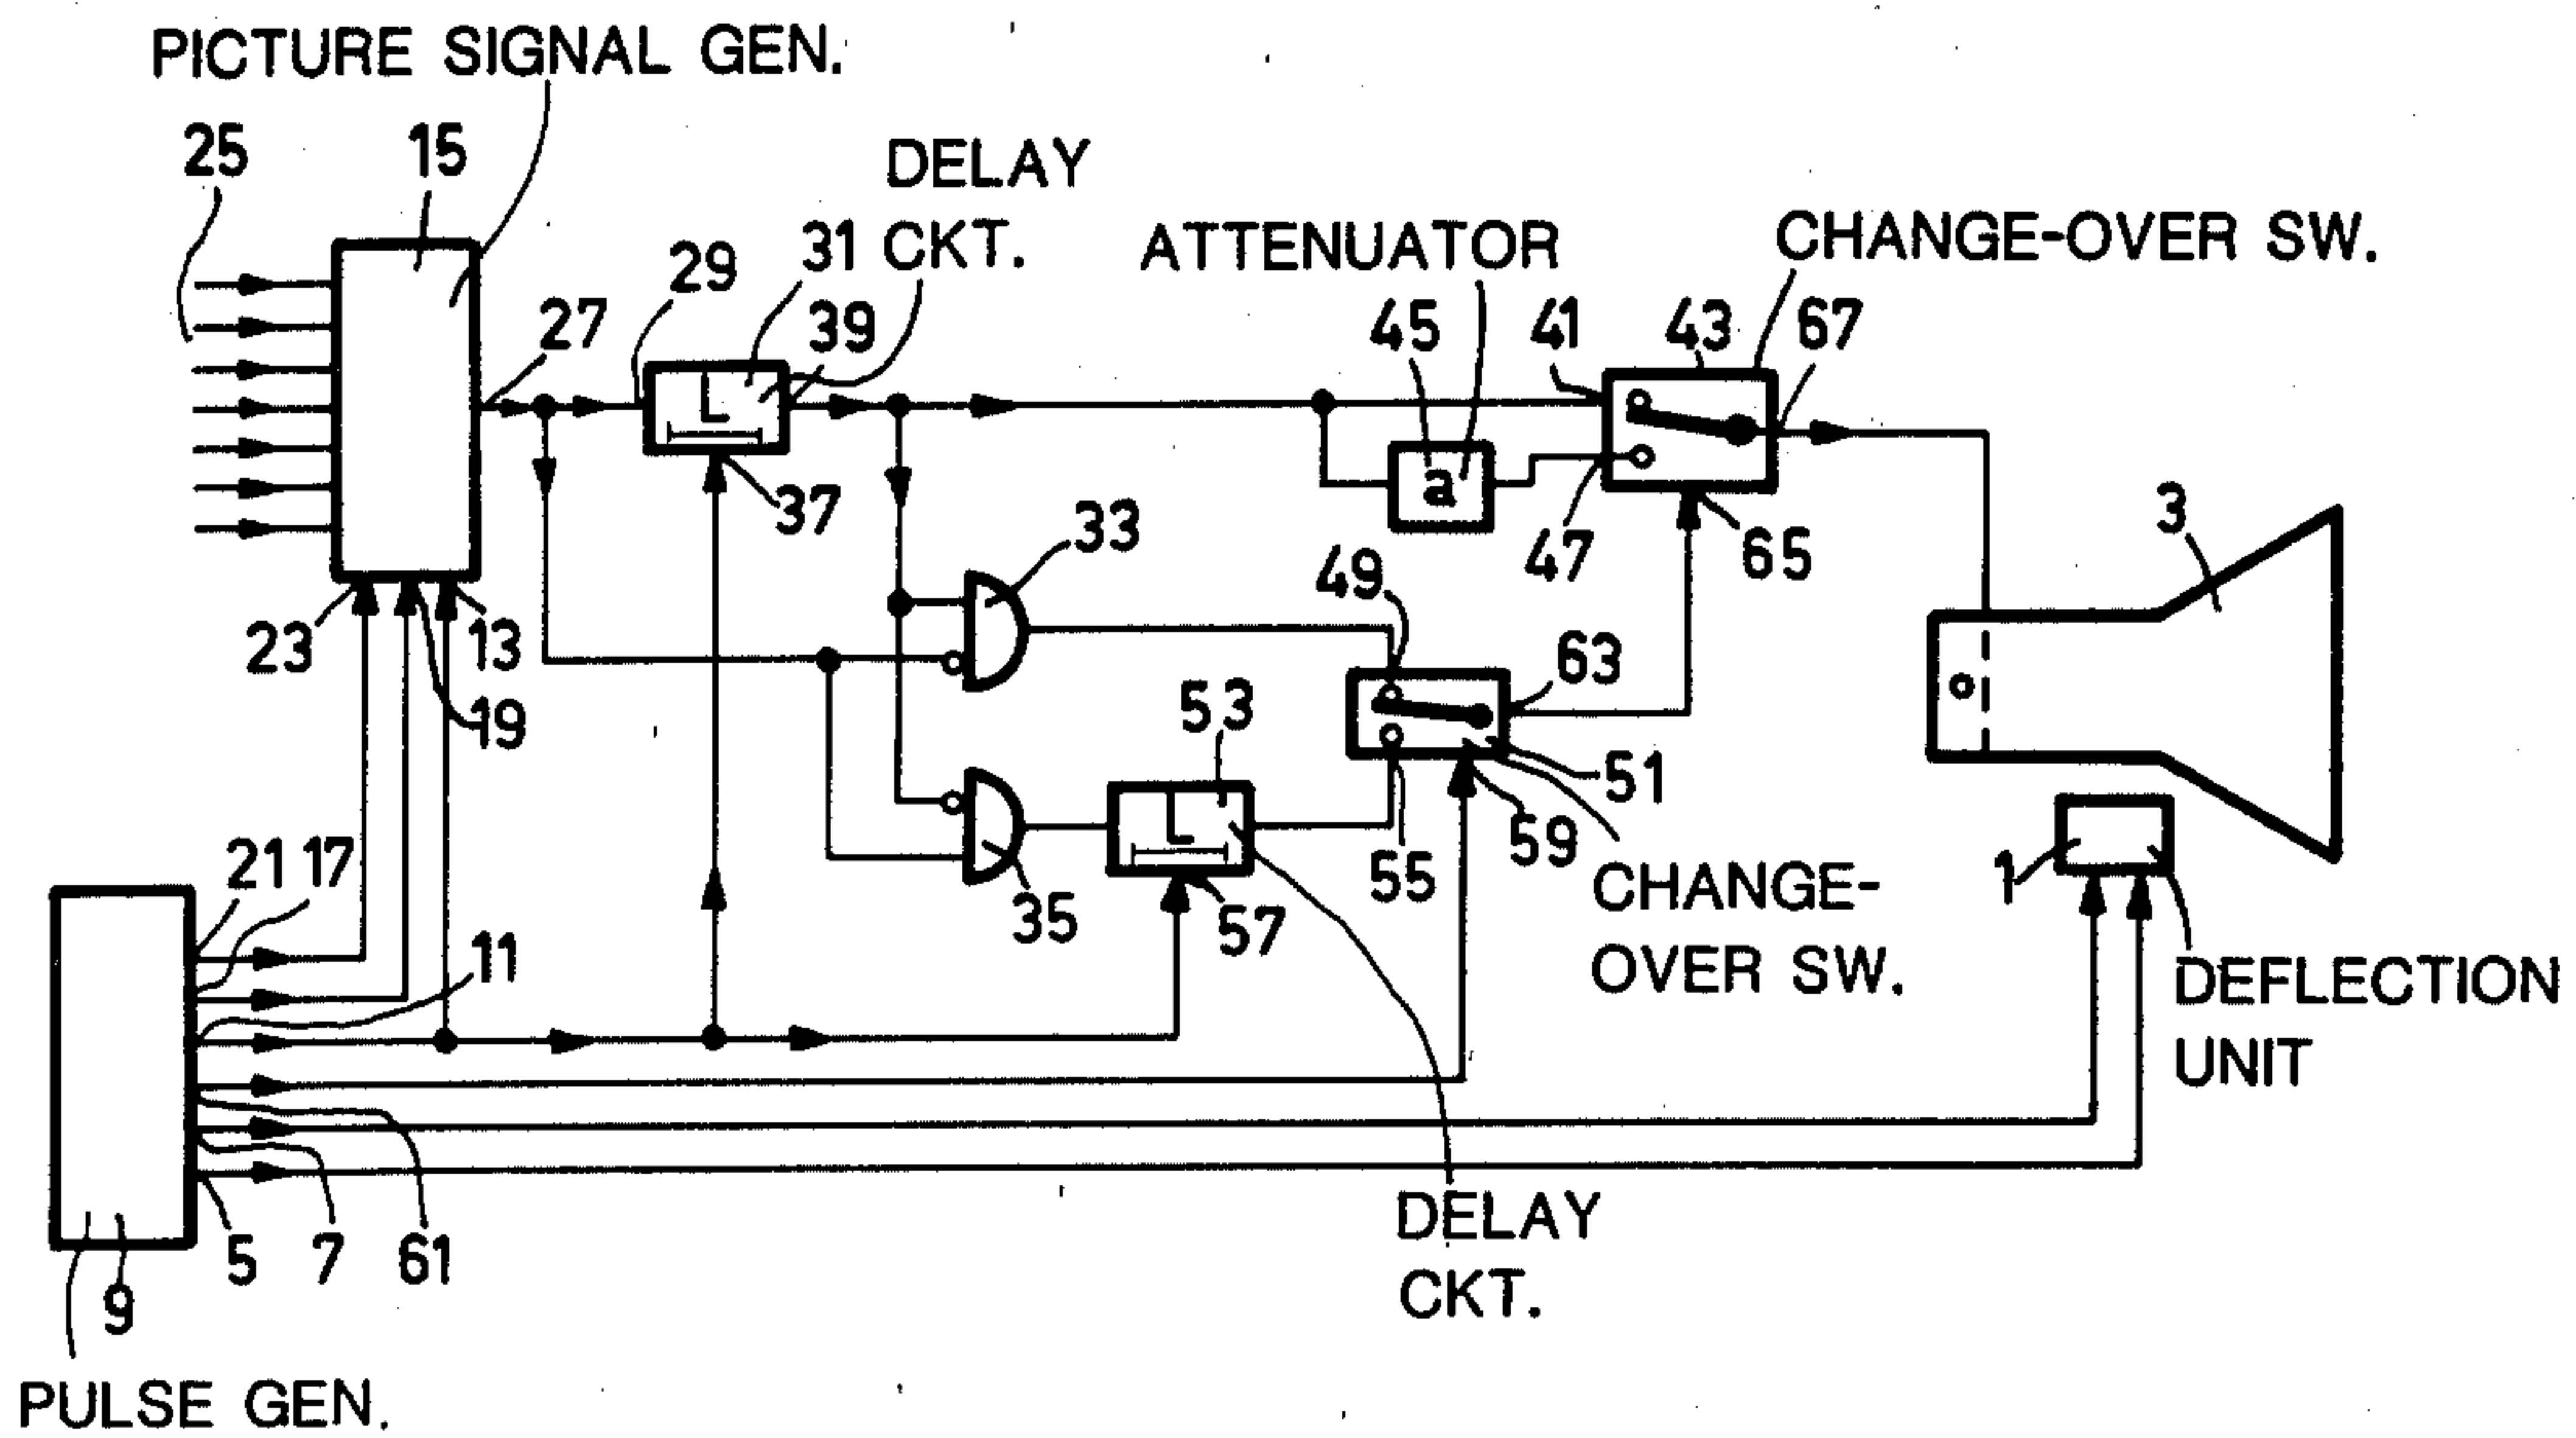 PICTURE SIGNAL GEN.
25
15
DELAY
CKT.
31
29
39
27
ATTENUATOR
CHANGE-OVER SW.
45
41
43
67
L
a
37
47
65
33
3
49
23
13
19
63
53
51
L
59
55
57
35
CHANGE-
OVER SW.
1
21
17
11
DEFLECTION
UNIT
5
7
61
9
DELAY
CKT.
PULSE GEN.